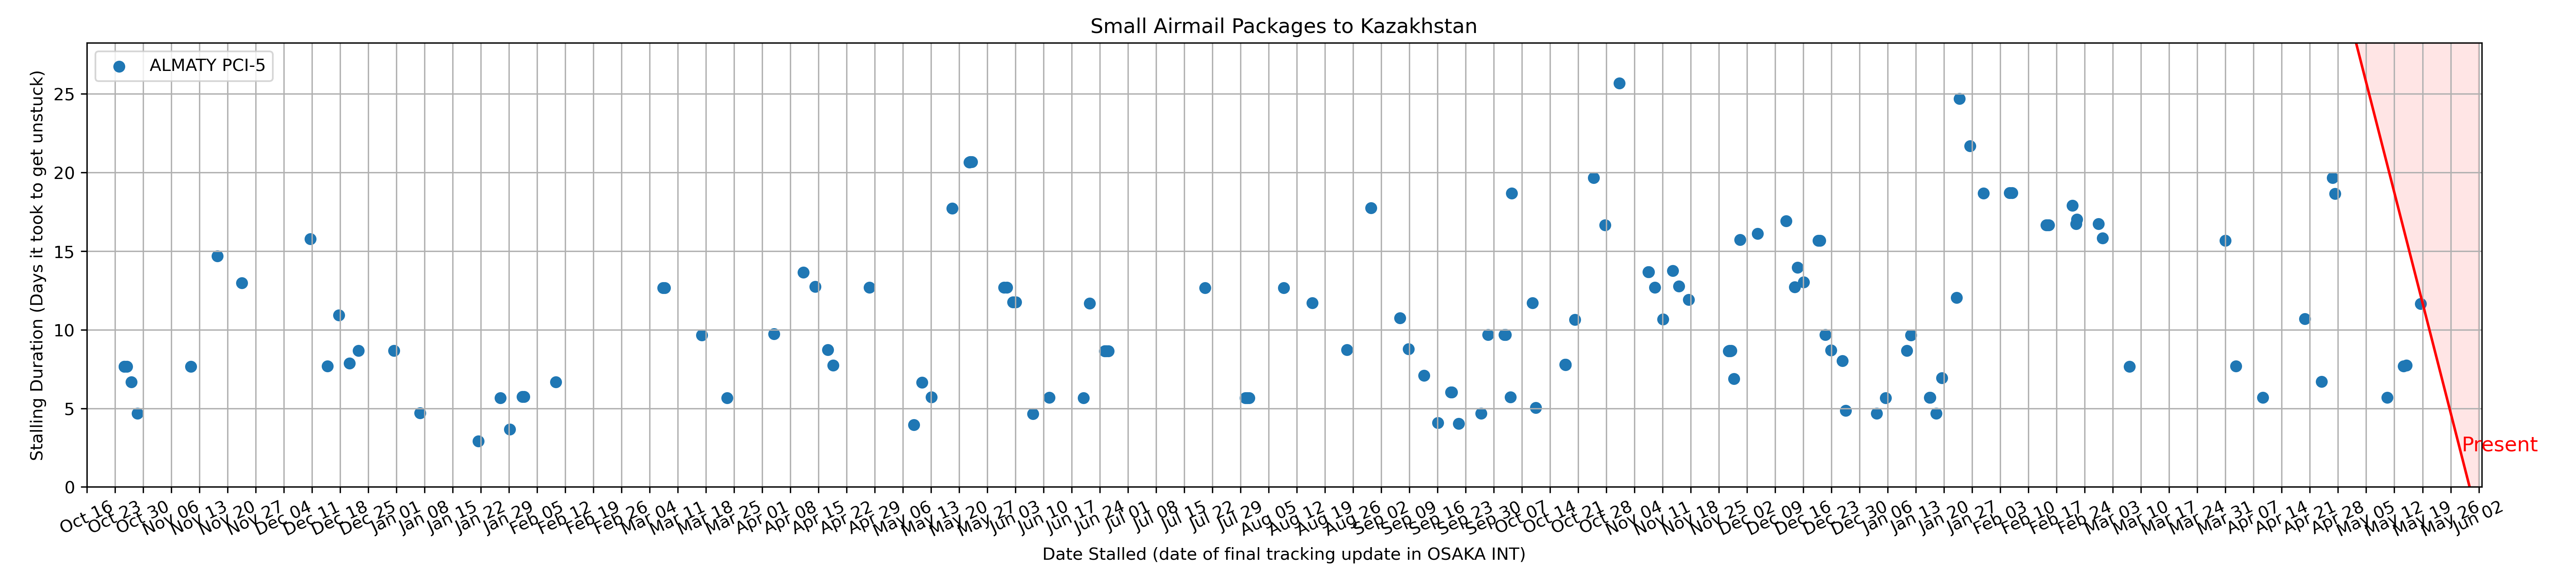 Small Airmail Packages to Kazakhstan
ALMATY PCI-5
Stalling Duration (Days it took to get unstuck)
25
20
15
10
5
0
Present
Oct 16
Oct 23
Oct 30
Nov 06
Nov 13
Nov 20
Nov 27
Dec 04
Dec 11
Dec 18
Dec 25
Jan 01
Jan 08
Jan 15
Jan 22
Jan 29
Feb 05
Feb 12
Feb 19
Feb 26
Mar 04
Mar 11
Mar 18
Mar 25
Apr 01
Apr 08
Apr 15
Apr 22
Apr 29
May 06
May 13
May 20
May 27
Jun 03
Jun 10
Jun 17
Jun 24
Jul 01
Jul 08
Jul 15
Jul 22
Jul 29
Aug 05
Aug 12
Aug 19
Aug 26
Sep 02
Sep 09
Sep 16
Sep 23
Sep 30
Oct 07
Oct 14
Oct 21
Oct 28
Nov 04
Nov 11
Nov 18
Nov 25
Dec 02
Dec 09
Dec 16
Dec 23
Dec 30
Jan 06
Jan 13
Jan 20
Jan 27
Feb 03
Feb 10
Feb 17
Feb 24
Mar 03
Mar 10
Mar 17
Mar 24
Mar 31
Apr 07
Apr 14
Apr 21
Apr 28
May 05
May 12
May 19
May 26
Jun 02
Date Stalled (date of final tracking update in OSAKA INT)